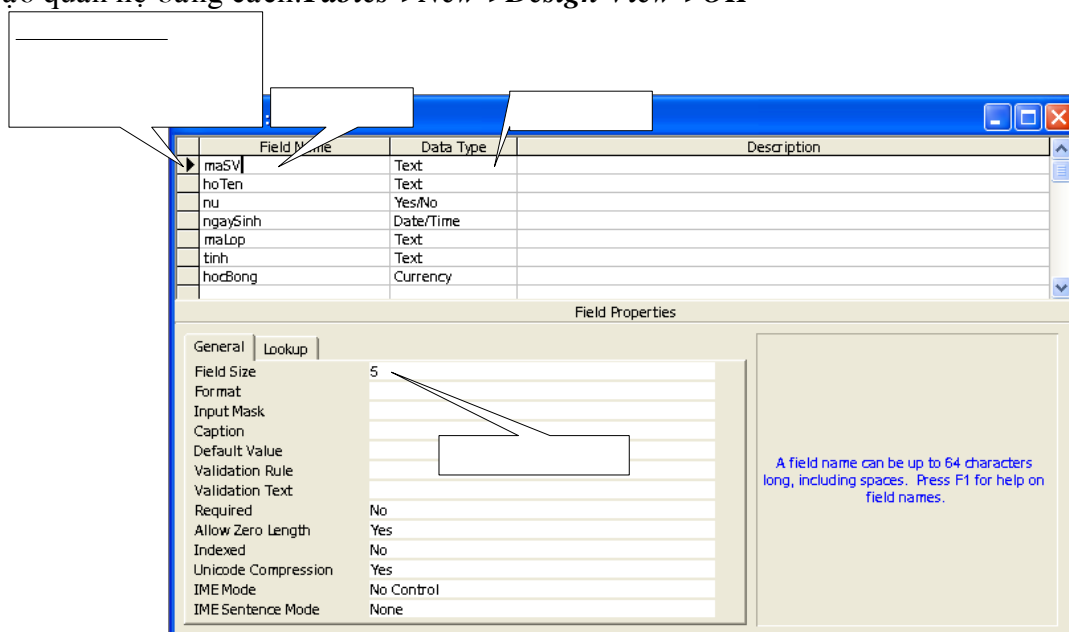 quan hệ bằng cách:Tables→New→Design View→OK
Field Name Data Type Description
maSV Text
hoTen Text
nu Yes/No
ngaySinh Date/Time
maLop Text
tinh Text
hocBong Currency
Field Properties
General Lookup
Field Size 5
Format
Input Mask
Caption
Default Value
Validation Rule
Validation Text
Required No
Allow Zero Length Yes
Indexed No
Unicode Compression Yes
IME Mode No Control
IME Sentence Mode None
A field name can be up to 64 characters
long, including spaces. Press F1 for help on
field names.